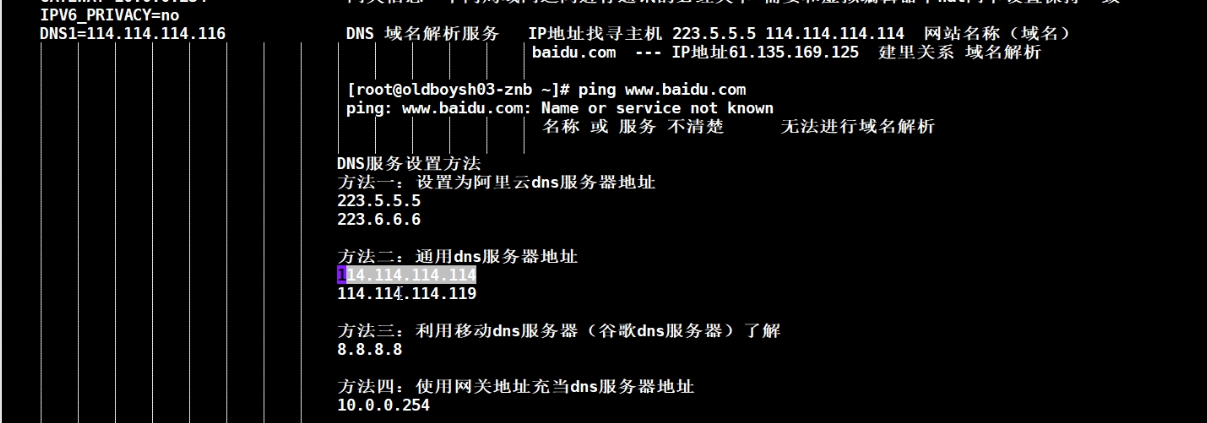 IPV6_PRIVACY=no
DNS1=114.114.114.116 DNS 域名解析服务 IP地址找寻主机 223.5.5.5 114.114.114.114 网站名称（域名）
baidu.com --- IP地址61.135.169.125 建里关系 域名解析
[root@oldboysh03-znb ~]# ping www.baidu.com
ping: www.baidu.com: Name or service not known
名称 或 服务 不清楚 无法进行域名解析
DNS服务设置方法
方法一：设置为阿里云dns服务器地址
223.5.5.5
223.6.6.6
方法二：通用dns服务器地址
114.114.114.114
114.114.114.119
方法三：利用移动dns服务器（谷歌dns服务器）了解
8.8.8.8
方法四：使用网关地址充当dns服务器地址
10.0.0.254